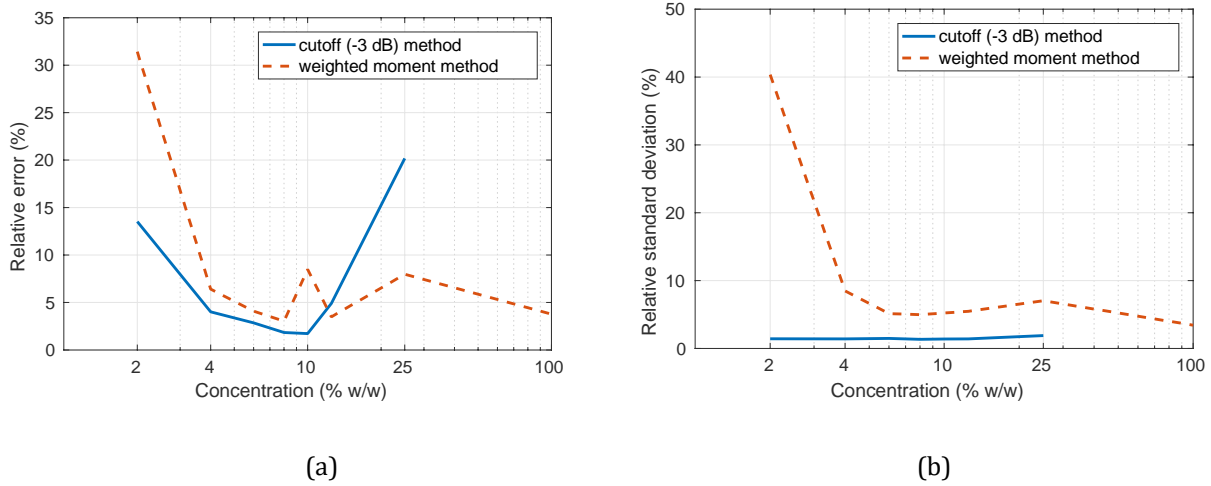 35
30
25
20
15
10
5
0
Relative error (%)
cutoff (-3 dB) method
weighted moment method
2 4 10 25 100
Concentration (% w/w)
(a)
50
40
30
20
10
0
Relative standard deviation (%)
cutoff (-3 dB) method
weighted moment method
2 4 10 25 100
Concentration (% w/w)
(b)